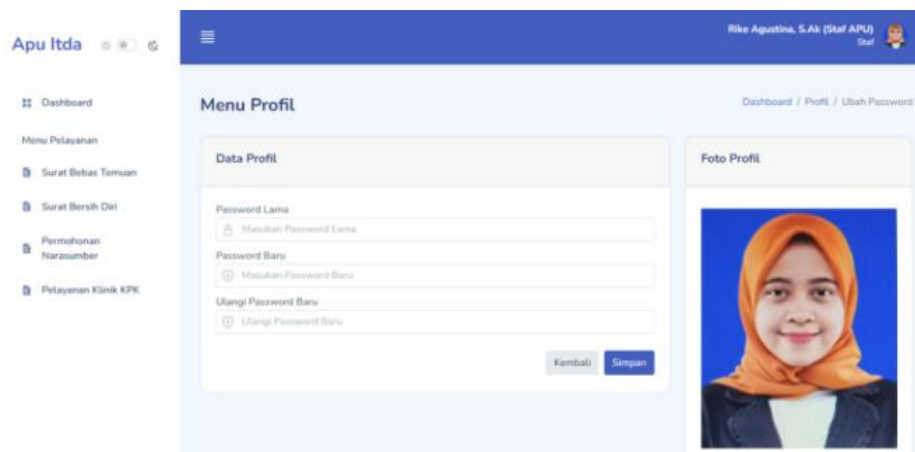 Apu Itda
Rike Agustina, S.Ak (Staf APU)
Staf
Dashboard
Menu Pelayanan
Surat Bebas Temuan
Surat Bersih Diri
Permohonan
Narasumber
Pelayanan Klinik KPK
Menu Profil
Dashboard / Profil / Ubah Password
Data Profil
Password Lama
Masukan Password Lama
Password Baru
Masukan Password Baru
Ulangi Password Baru
Ulangi Password Baru
Kembali
Simpan
Foto Profil